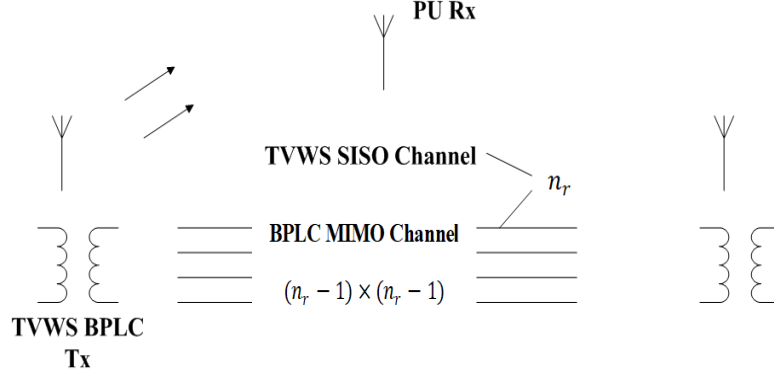 PU Rx
TVWS SISO Channel
n_r
BPLC MIMO Channel
(n_r − 1) × (n_r − 1)
TVWS BPLC
Tx